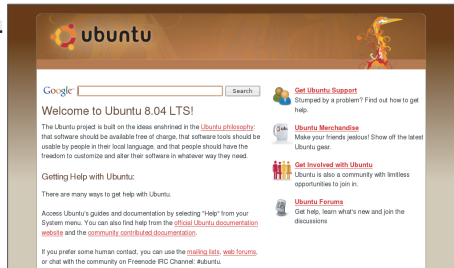 ubuntu
Google Search
Welcome to Ubuntu 8.04 LTS!
The Ubuntu project is built on the ideas enshrined in the Ubuntu philosophy:
that software should be available free of charge, that software tools should be
usable by people in their local language, and that people should have the
freedom to customize and alter their software in whatever way they need.
Getting Help with Ubuntu:
There are many ways to get help with Ubuntu.
Access Ubuntu's guides and documentation by selecting "Help" from your
System menu. You can also find help from the official Ubuntu documentation
website and the community contributed documentation.
If you prefer some human contact, you can use the mailing lists, web forums,
or chat with the community on Freenode IRC Channel: #ubuntu.
Get Ubuntu Support
Stumped by a problem? Find out how to get
help.
Ubuntu Merchandise
Make your friends jealous! Show off the latest
Ubuntu gear.
Get Involved with Ubuntu
Ubuntu is also a community with limitless
opportunities to join in.
Ubuntu Forums
Get help, learn what's new and join the
discussions